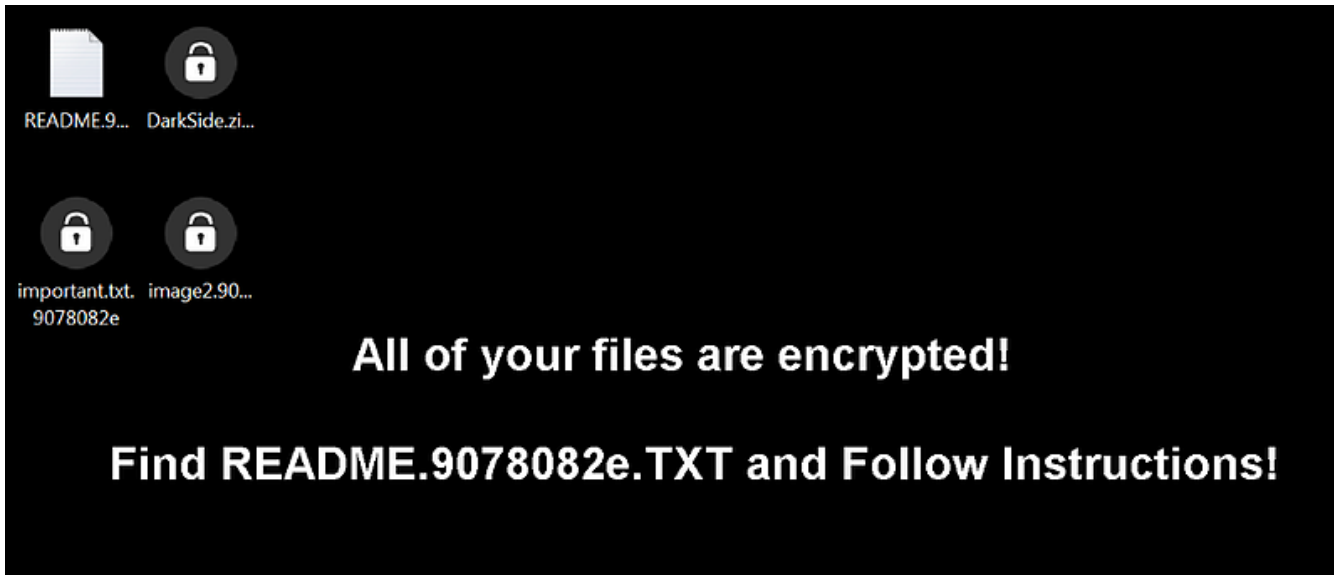 README.9... DarkSide.zi...
important.txt. image2.90...
9078082e
All of your files are encrypted!
Find README.9078082e.TXT and Follow Instructions!